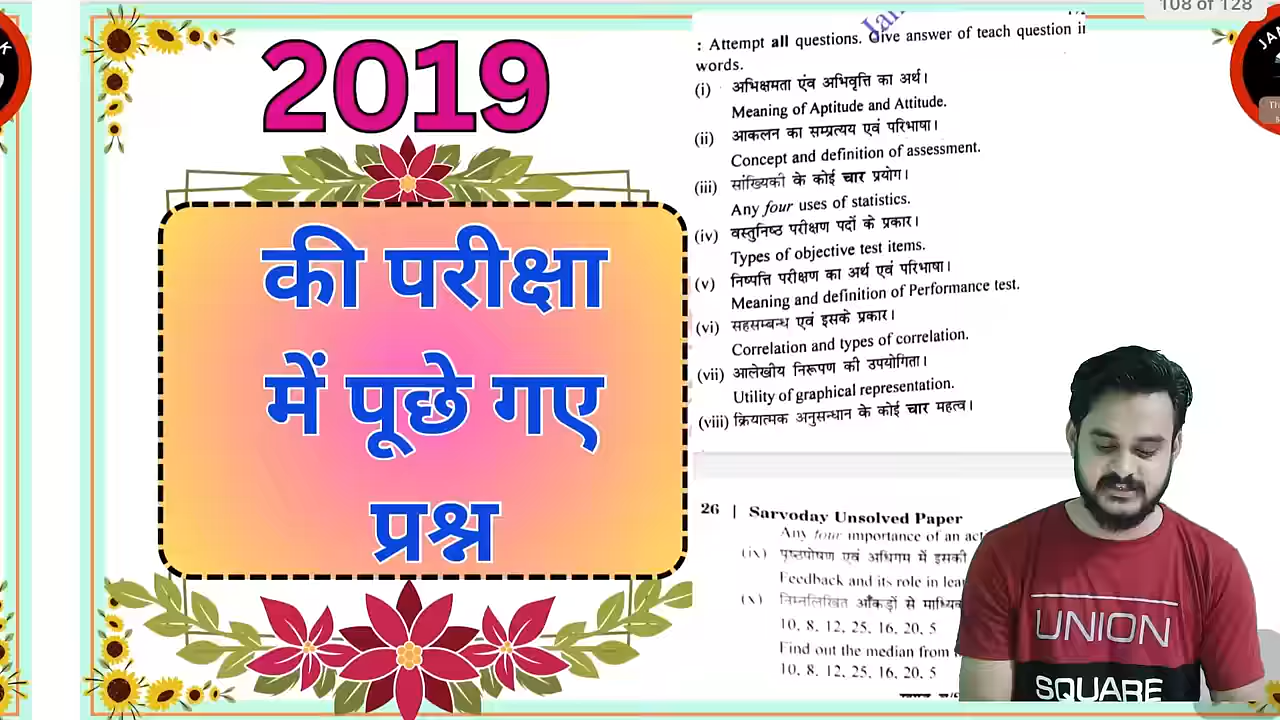 108 of 128
2019
की परीक्षा
में पूछे गए
प्रश्न
: Attempt all questions. Give answer of teach question in
words.
(i) अभिक्षमता एंव अभिवृत्ति का अर्थ।
Meaning of Aptitude and Attitude.
(ii) आकलन का सम्प्रत्यय एवं परिभाषा।
Concept and definition of assessment.
(iii) सांख्यिकी के कोई चार प्रयोग।
Any four uses of statistics.
(iv) वस्तुनिष्ठ परीक्षण पदों के प्रकार।
Types of objective test items.
(v) निष्पत्ति परीक्षण का अर्थ एवं परिभाषा।
Meaning and definition of Performance test.
(vi) सहसम्बन्ध एवं इसके प्रकार।
Correlation and types of correlation.
(vii) आलेखीय निरूपण की उपयोगिता।
Utility of graphical representation.
(viii) क्रियात्मक अनुसन्धान के कोई चार महत्व।
26 | Sarvoday Unsolved Paper
Any four importance of an
(ix) पृष्ठपोषण एवं अधिगम में इसकी
Feedback and its role in
(x) निम्नलिखित आँकड़ों से
10, 8, 12, 25, 16, 20, 5
Find out the median from
10, 8, 12, 25, 16, 20, 5
UNION
SQUARE